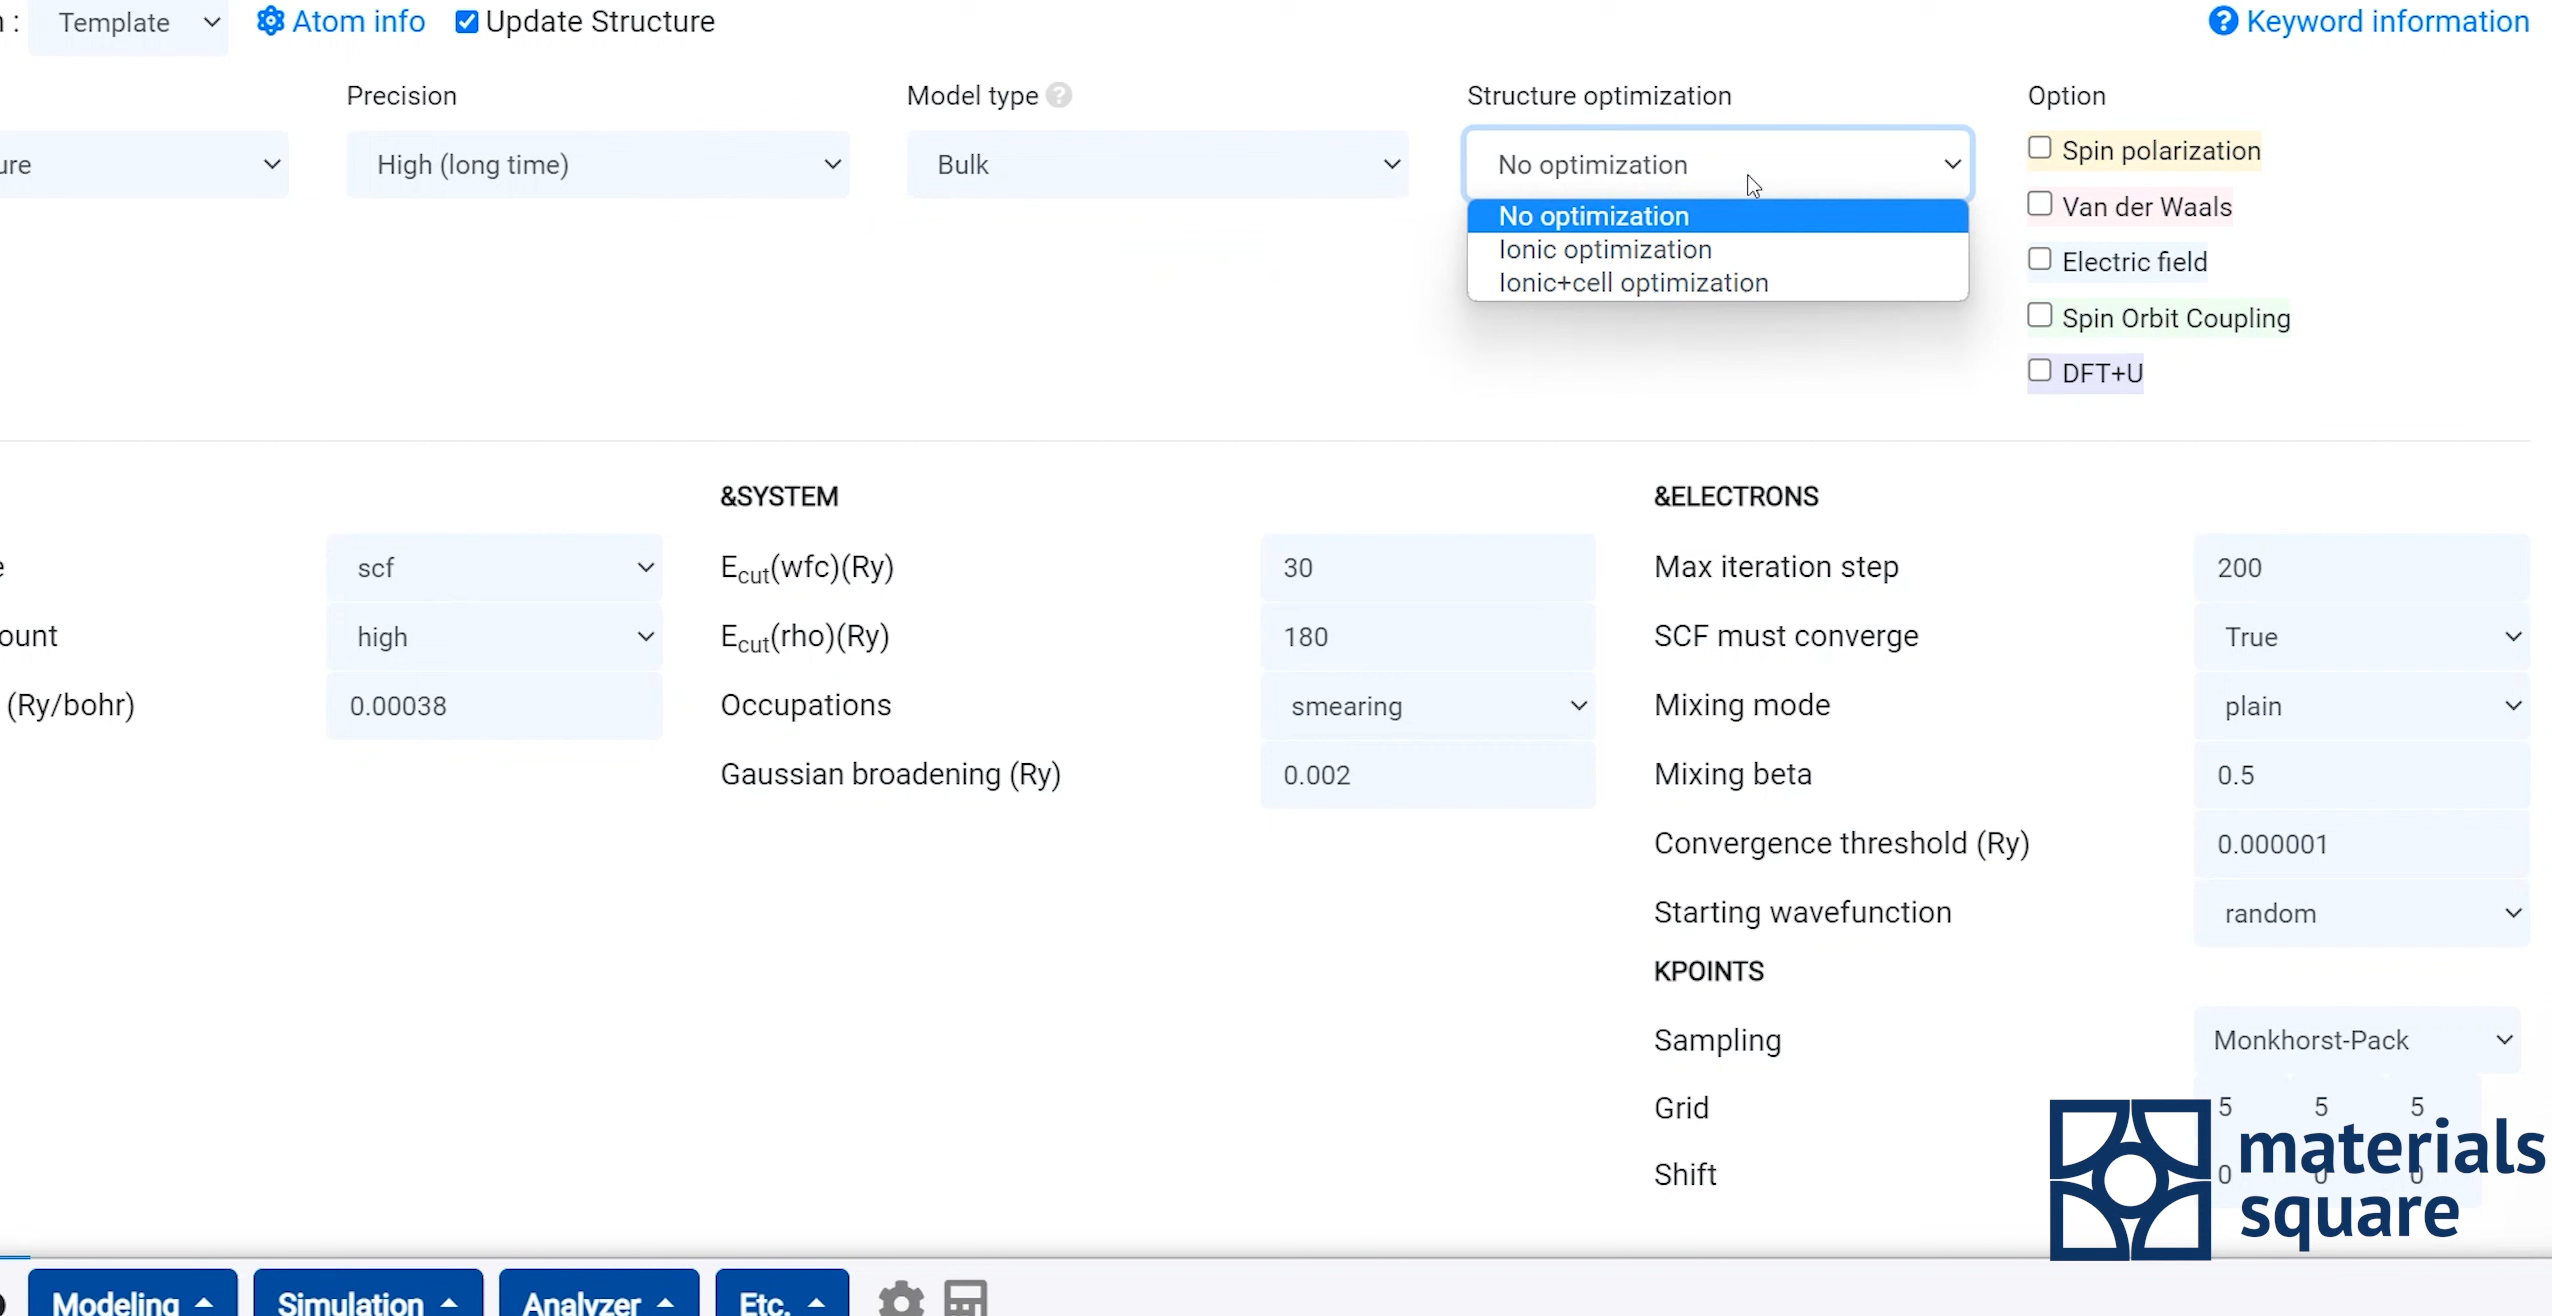 : Template Atom info Update Structure Keyword information
Precision Model type Structure optimization Option
ure High (long time) Bulk No optimization
No optimization
Ionic optimization
Ionic+cell optimization
Spin polarization
Van der Waals
Electric field
Spin Orbit Coupling
DFT+U
&SYSTEM &ELECTRONS
e scf Ecut(wfc)(Ry) 30 Max iteration step 200
ount high Ecut(rho)(Ry) 180 SCF must converge True
(Ry/bohr) 0.00038 Occupations smearing Mixing mode plain
Gaussian broadening (Ry) 0.002 Mixing beta 0.5
Convergence threshold (Ry) 0.000001
Starting wavefunction random
KPOINTS
Sampling Monkhorst-Pack
Grid 5 5 5
Shift 0 0 0
materials
square
Modeling Simulation Analyzer Etc.